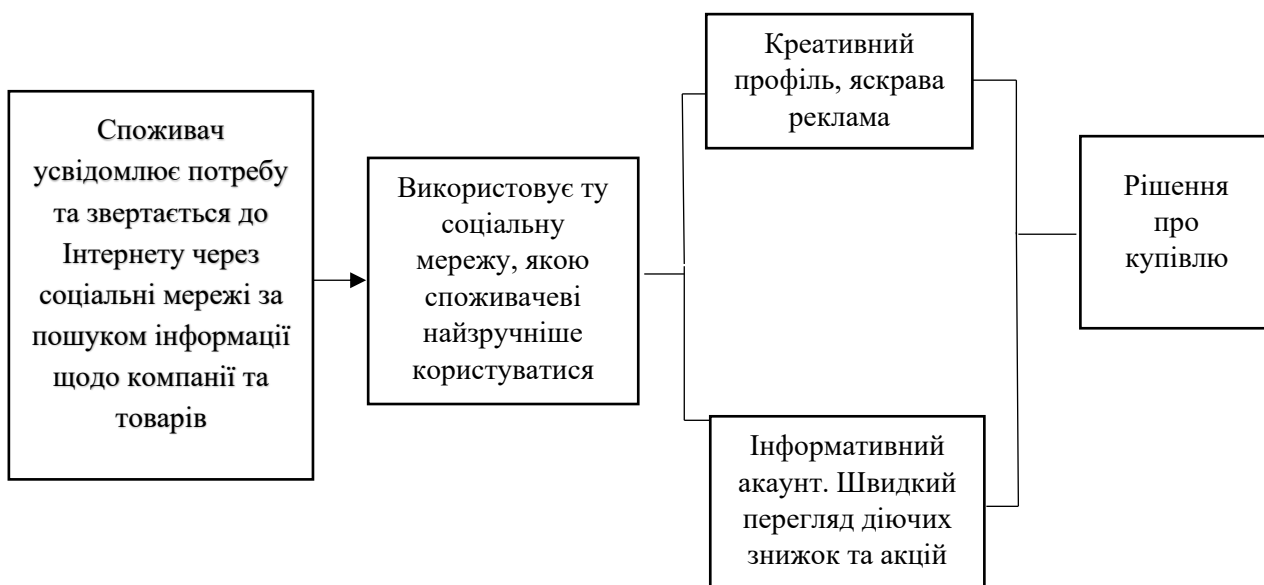 Споживач
усвідомлює потребу
та звертається до
Інтернету через
соціальні мережі за
пошуком інформації
щодо компанії та
товарів
Використовує ту
соціальну
мережу, якою
споживачеві
найзручніше
користуватися
Креативний
профіль, яскрава
реклама
Інформативний
акаунт. Швидкий
перегляд діючих
знижок та акцій
Рішення
про
купівлю